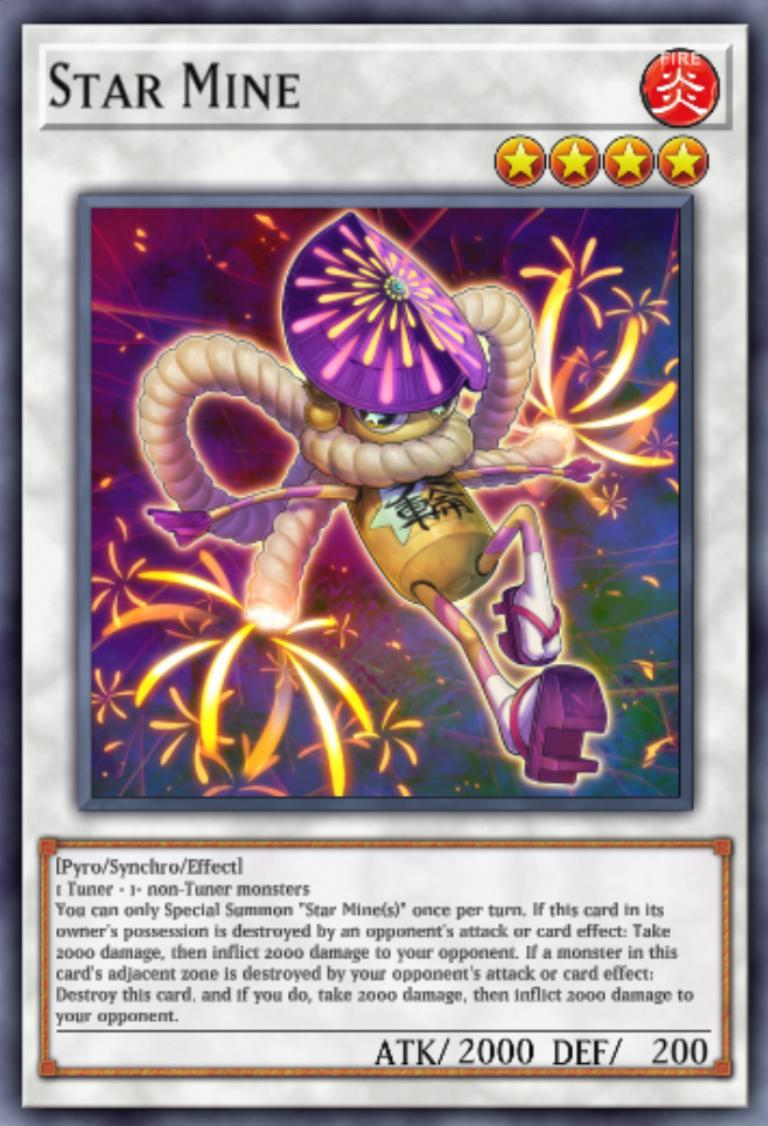 STAR MINE
FIRE
炎
[Pyro/Synchro/Effect]
1 Tuner + 1+ non-Tuner monsters
You can only Special Summon "Star Mine(s)" once per turn. If this card in its
owner's possession is destroyed by an opponent's attack or card effect: Take
2000 damage, then inflict 2000 damage to your opponent. If a monster in this
card's adjacent zone is destroyed by your opponent's attack or card effect:
Destroy this card, and if you do, take 2000 damage, then inflict 2000 damage to
your opponent.
ATK/ 2000 DEF/ 200